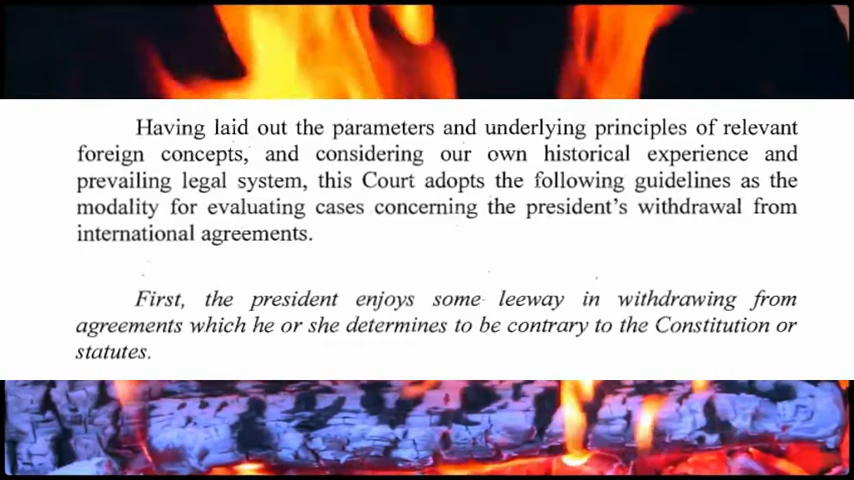 Having laid out the parameters and underlying principles of relevant
foreign concepts, and considering our own historical experience and
prevailing legal system, this Court adopts the following guidelines as the
modality for evaluating cases concerning the president's withdrawal from
international agreements.
First, the president enjoys some leeway in withdrawing from
agreements which he or she determines to be contrary to the Constitution or
statutes.